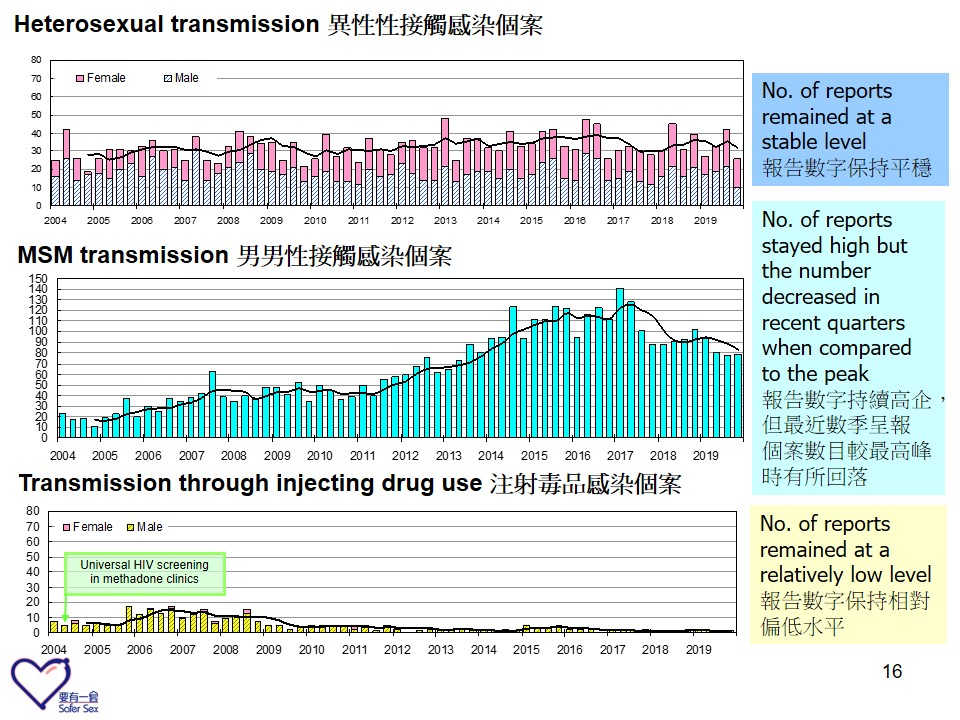 Heterosexual transmission 異性性接觸感染個案
80
70
60
50
40
30
20
10
0
Female Male
2004 2005 2006 2007 2008 2009 2010 2011 2012 2013 2014 2015 2016 2017 2018 2019
No. of reports
remained at a
stable level
報告數字保持平穩
MSM transmission 男男性接觸感染個案
150
140
130
120
110
100
90
80
70
60
50
40
30
20
10
0
2004 2005 2006 2007 2008 2009 2010 2011 2012 2013 2014 2015 2016 2017 2018 2019
No. of reports
stayed high but
the number
decreased in
recent quarters
when compared
to the peak
報告數字持續高企，
但最近數季呈報
個案數目較最高峰
時有所回落
Transmission through injecting drug use 注射毒品感染個案
80
70
60
50
40
30
20
10
0
Female Male
Universal HIV screening
in methadone clinics
2004 2005 2006 2007 2008 2009 2010 2011 2012 2013 2014 2015 2016 2017 2018 2019
No. of reports
remained at a
relatively low level
報告數字保持相對
偏低水平
要有一套
Safer Sex
16